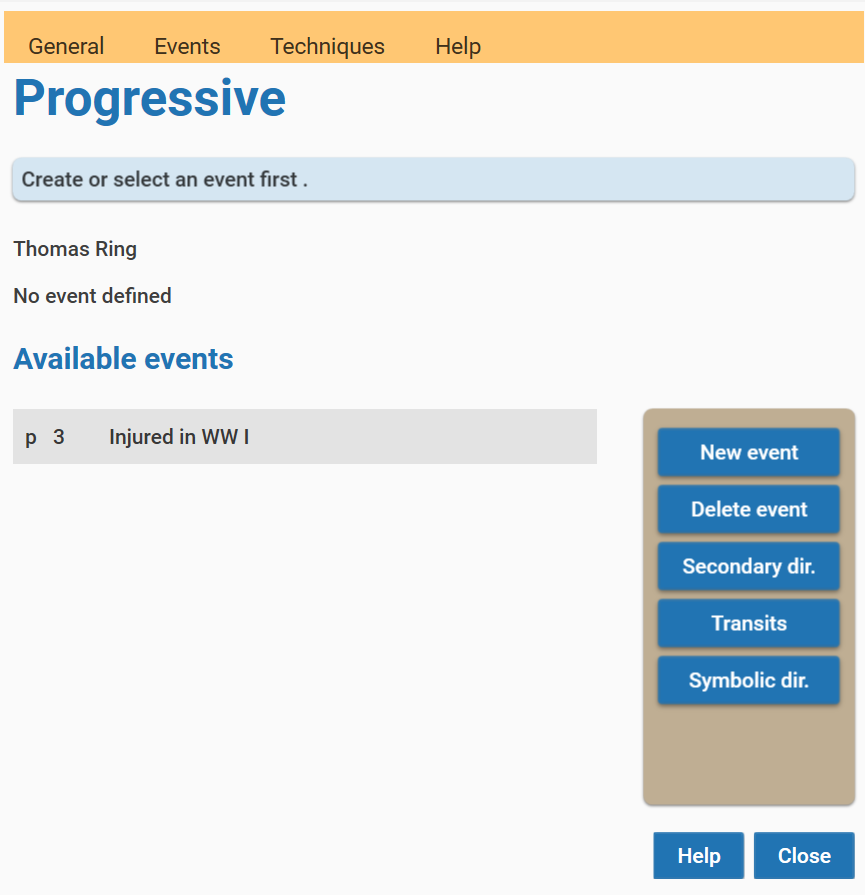 General Events Techniques Help
Progressive
Create or select an event first .
Thomas Ring
No event defined
Available events
p 3 Injured in WW I
New event
Delete event
Secondary dir.
Transits
Symbolic dir.
Help Close